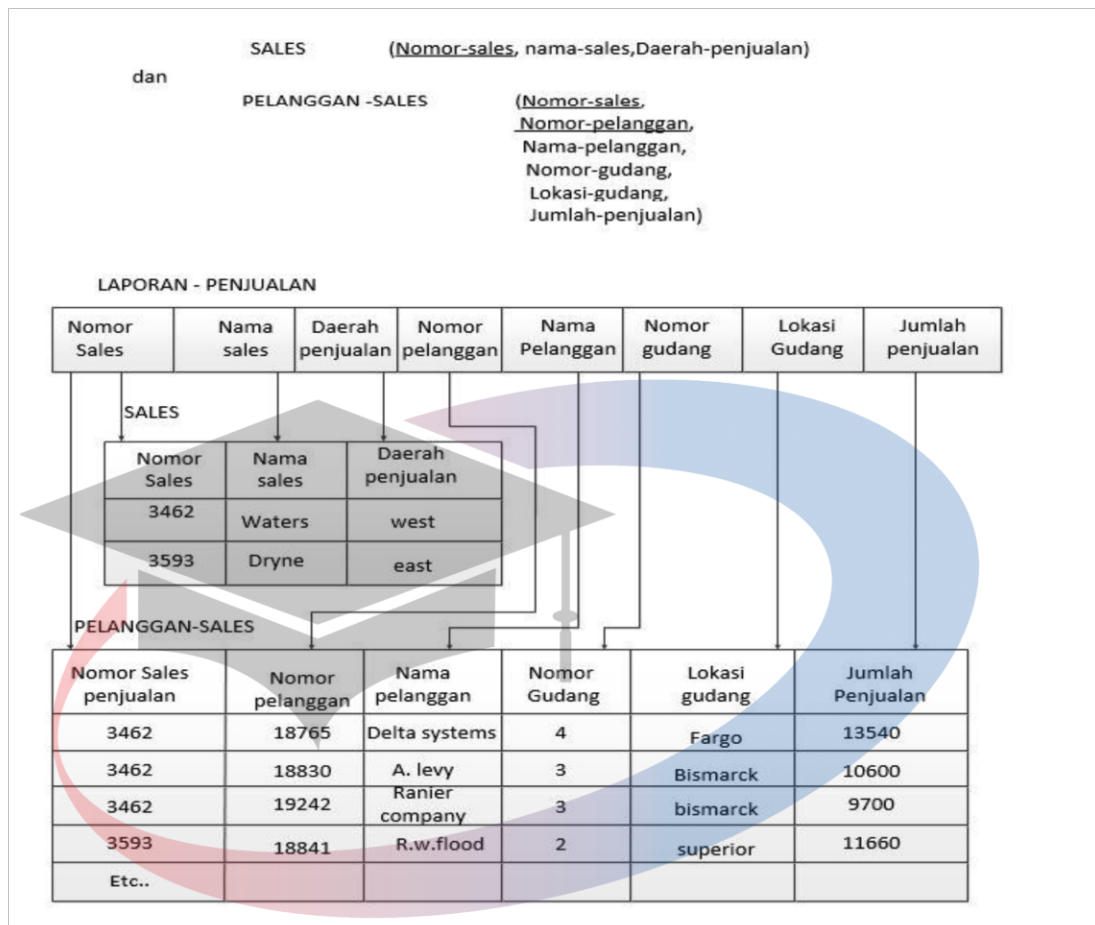 SALES (Nomor-sales, nama-sales,Daerah-penjualan)
dan
PELANGGAN -SALES (Nomor-sales,
Nomor-pelanggan,
Nama-pelanggan,
Nomor-gudang,
Lokasi-gudang,
Jumlah-penjualan)
LAPORAN - PENJUALAN
Nomor Nama Daerah Nomor Nama Nomor Lokasi Jumlah
Sales sales penjualan pelanggan Pelanggan gudang Gudang penjualan
SALES
Nomor Nama Daerah
Sales sales penjualan
3462 Waters west
3593 Dryne east
PELANGGAN-SALES
Nomor Sales Nomor Nama Nomor Lokasi Jumlah
penjualan pelanggan pelanggan Gudang gudang Penjualan
3462 18765 Delta systems 4 Fargo 13540
3462 18830 A. levy 3 Bismarck 10600
3462 19242 Ranier company 3 bismarck 9700
3593 18841 R.w.flood 2 superior 11660
Etc..